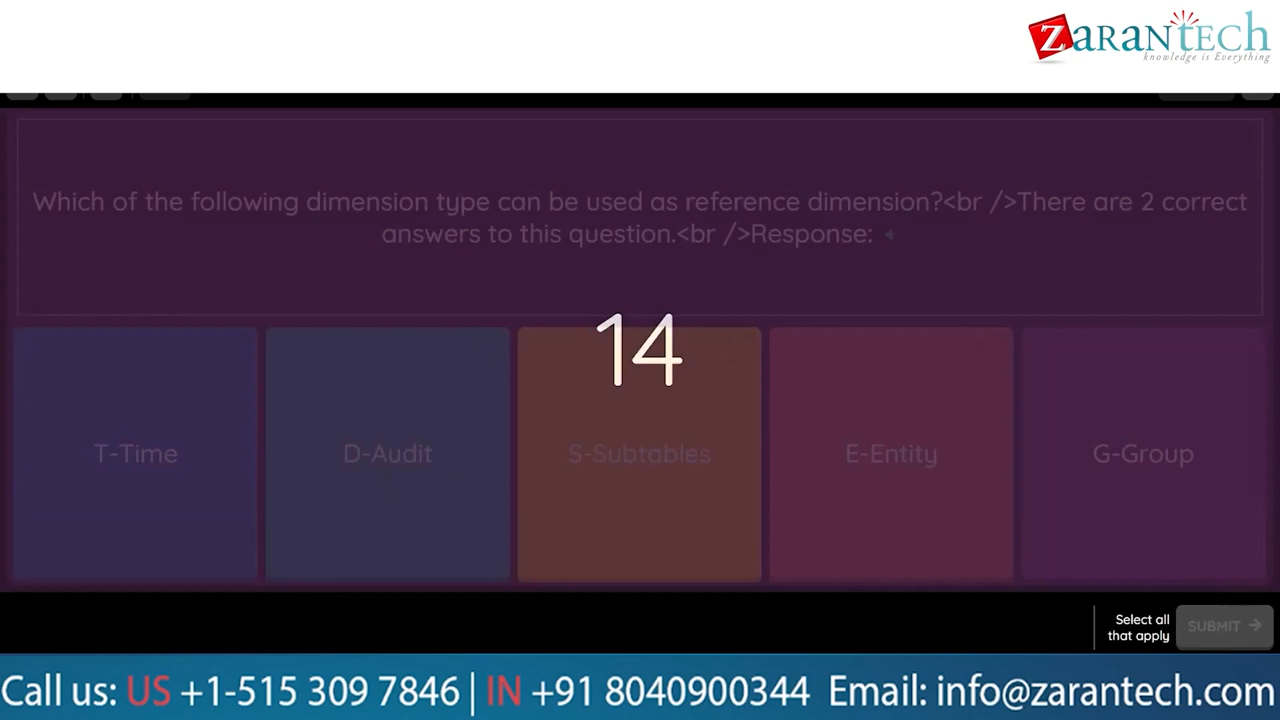 ZARANTECH
knowledge is Everything
Which of the following dimension type can be used as reference dimension?<br />There are 2 correct
answers to this question.<br />Response:
14
T-Time
D-Audit
S-Subtables
E-Entity
G-Group
Select all
that apply
SUBMIT
Call us: US +1-515 309 7846 | IN +91 8040900344 Email: info@zarantech.com